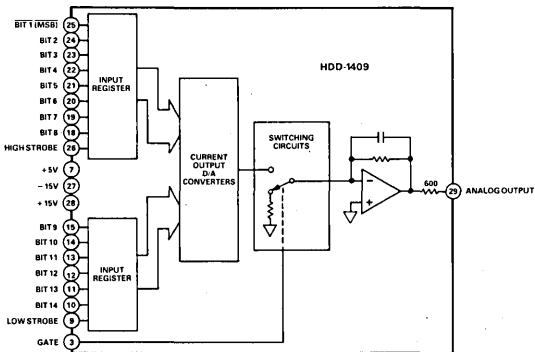 BIT 1 (MSB) 25
BIT 2 24
BIT 3 23
BIT 4 22
BIT 5 21
BIT 6 20
BIT 7 19
BIT 8 18
HIGH STROBE 26
+5V 7
-15V 27
+15V 28
BIT 9 15
BIT 10 14
BIT 11 13
BIT 12 12
BIT 13 11
BIT 14 10
LOW STROBE 9
GATE 3
INPUT
REGISTER
INPUT
REGISTER
CURRENT
OUTPUT
D/A
CONVERTERS
HDD-1409
SWITCHING
CIRCUITS
-
+
600
29 ANALOG OUTPUT